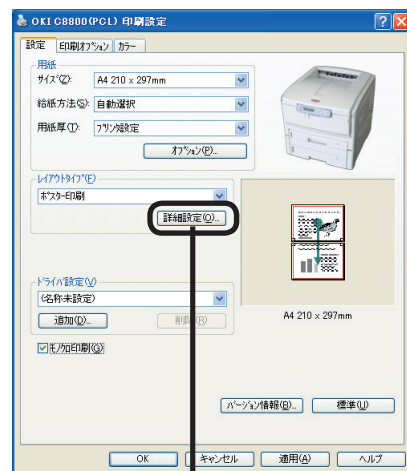 OKI C8800(PCL) 印刷設定
設定 印刷オプション カラー
用紙
サイズ(Z): A4 210 x 297mm
給紙方法(S): 自動選択
用紙厚(T): プリンタ設定
オプション(P)...
レイアウトタイプ(E)
ポスター印刷
詳細設定(O)...
ドライバ設定(V)
(名称未設定)
追加(D)... 削除(R)
A4 210 x 297mm
モノクロ印刷(G)
バージョン情報(B)... 標準(U)
OK キャンセル 適用(A) ヘルプ